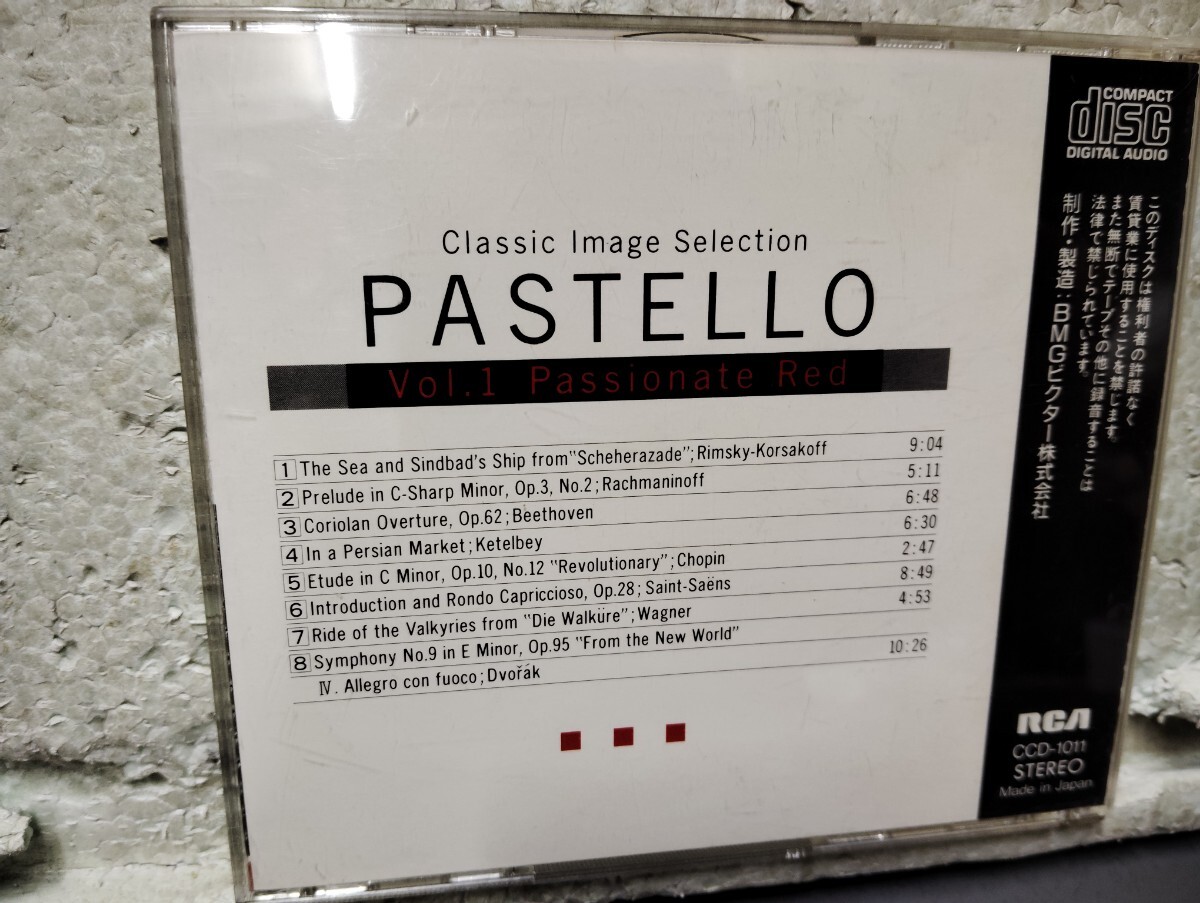 Classic Image Selection
PASTELLO
Vol.1 Passionate Red
1 The Sea and Sindbad's Ship from "Scheherazade"; Rimsky-Korsakoff 9:04
2 Prelude in C-Sharp Minor, Op.3, No.2; Rachmaninoff 5:11
3 Coriolan Overture, Op.62; Beethoven 6:48
4 In a Persian Market; Ketelbey 6:30
5 Etude in C Minor, Op.10, No.12 "Revolutionary"; Chopin 2:47
6 Introduction and Rondo Capriccioso, Op.28; Saint-Saëns 8:49
7 Ride of the Valkyries from "Die Walküre"; Wagner 4:53
8 Symphony No.9 in E Minor, Op.95 "From the New World"
Ⅳ. Allegro con fuoco; Dvořák 10:26
COMPACT
disc
DIGITAL AUDIO
このディスクは権利者の許諾なく
賃貸業に使用することを禁じます。
また無断でテープその他に録音することは
法律で禁じられています。
制作・製造:BMGビクター株式会社
RCA
CCD-1011
STEREO
Made in Japan